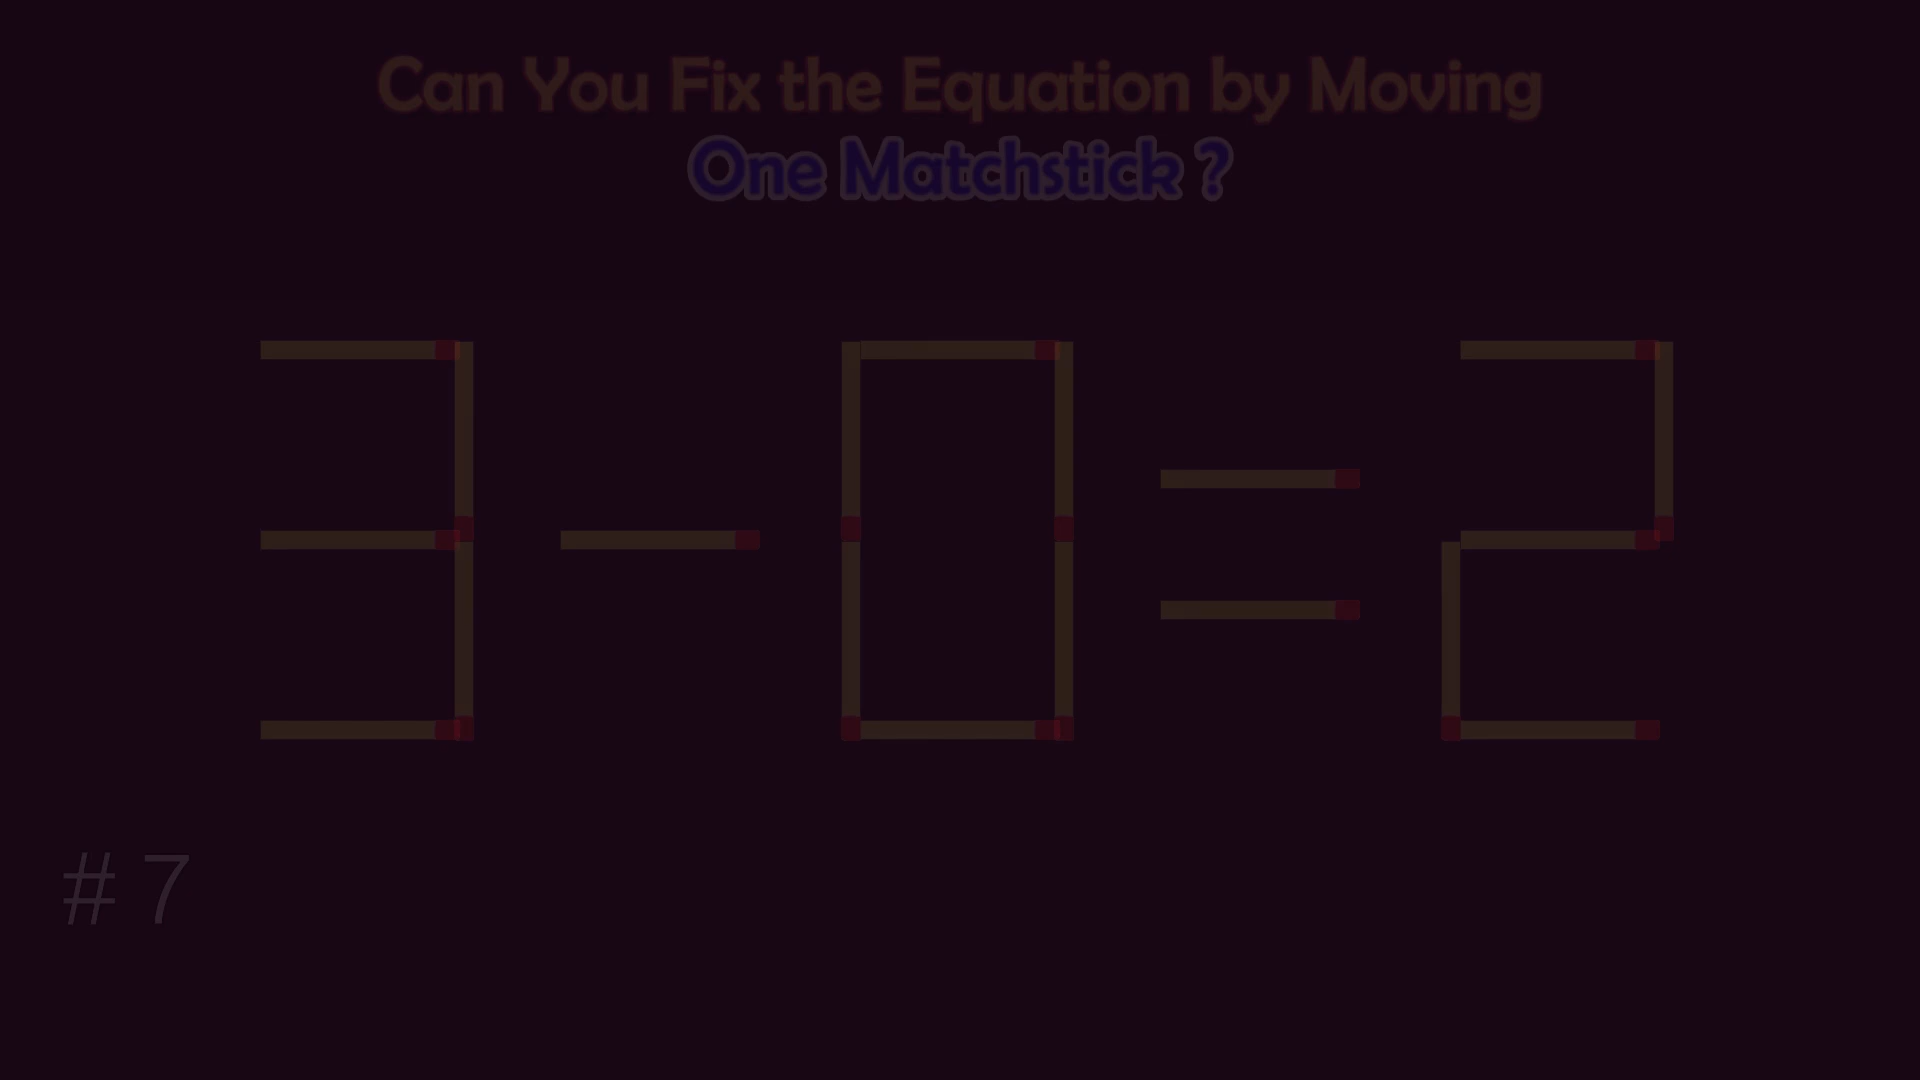 Can You Fix the Equation by Moving
One Matchstick ?
3 - 0 = 2
# 7